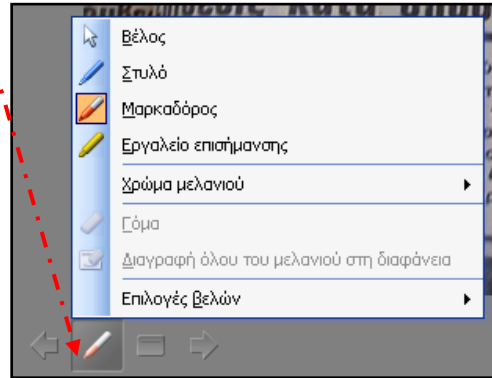 Βέλος
Στυλό
Μαρκαδόρος
Εργαλείο επισήμανσης
Χρώμα μελανιού
Γόμα
Διαγραφή όλου του μελανιού στη διαφάνεια
Επιλογές βελών